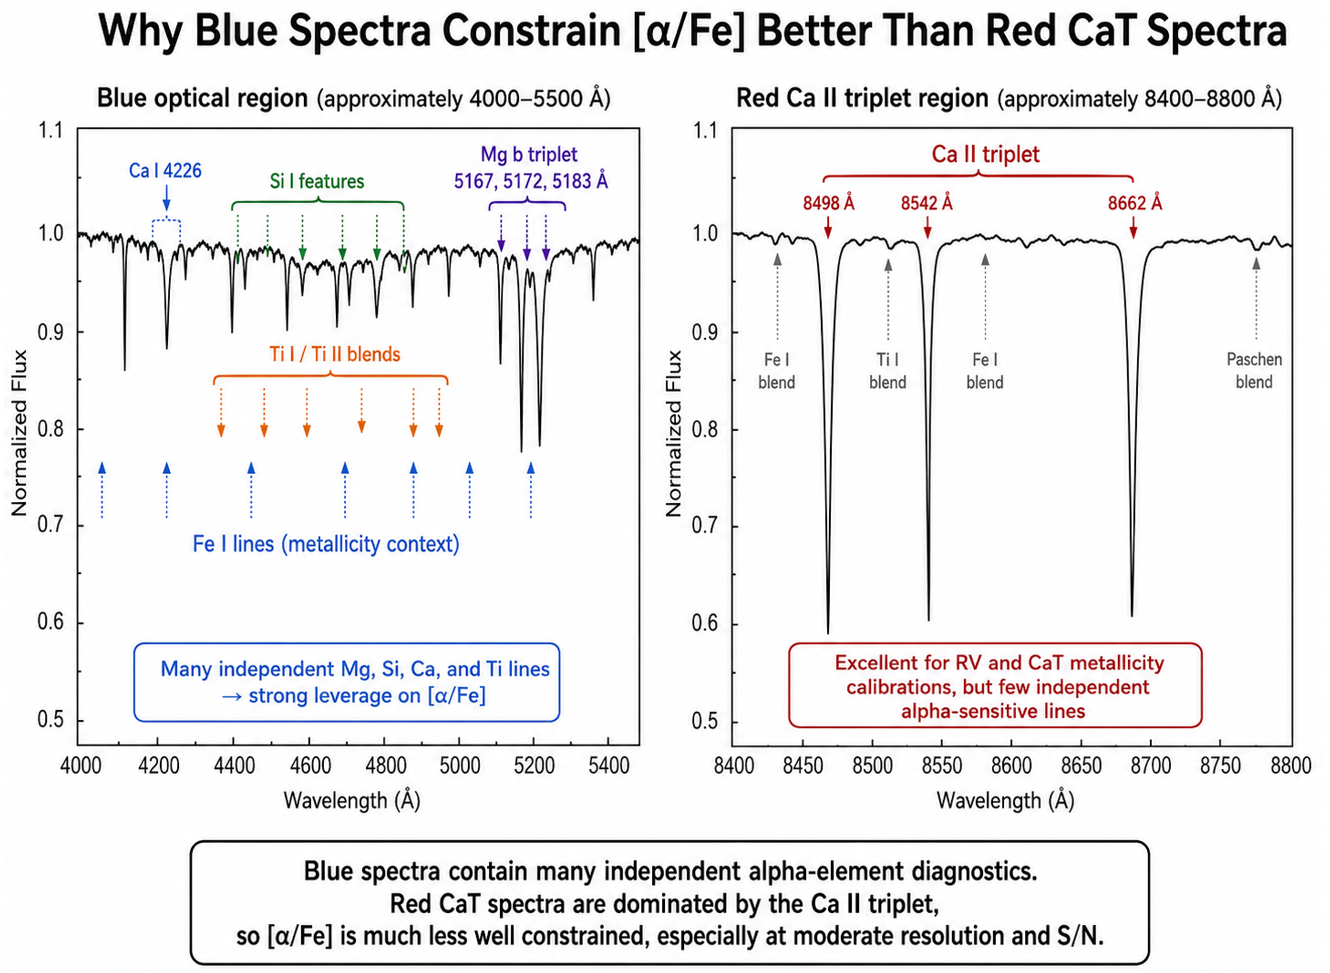 Why Blue Spectra Constrain [α/Fe] Better Than Red CaT Spectra
Blue optical region (approximately 4000–5500 Å)
1.1
1.0
0.9
0.8
0.7
0.6
0.5
Normalized Flux
Ca I 4226
Si I features
Mg b triplet
5167, 5172, 5183 Å
Ti I / Ti II blends
Fe I lines (metallicity context)
Many independent Mg, Si, Ca, and Ti lines
→ strong leverage on [α/Fe]
4000 4200 4400 4600 4800 5000 5200 5400
Wavelength (Å)
Red Ca II triplet region (approximately 8400–8800 Å)
1.1
1.0
0.9
0.8
0.7
0.6
0.5
Normalized Flux
Ca II triplet
8498 Å 8542 Å 8662 Å
Fe I
blend
Ti I
blend
Fe I
blend
Paschen
blend
Excellent for RV and CaT metallicity
calibrations, but few independent
alpha-sensitive lines
8400 8450 8500 8550 8600 8650 8700 8750 8800
Wavelength (Å)
Blue spectra contain many independent alpha-element diagnostics.
Red CaT spectra are dominated by the Ca II triplet,
so [α/Fe] is much less well constrained, especially at moderate resolution and S/N.